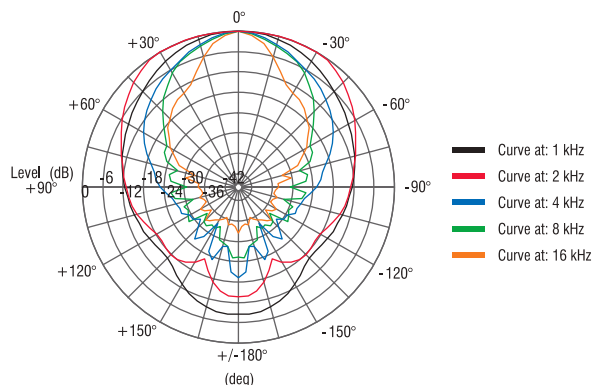 0°
+30°
-30°
+60°
-60°
Level (dB)
+90°
0
-6
-12
-18
-24
-30
-36
-42
-90°
+120°
-120°
+150°
-150°
+/-180°
(deg)
Curve at: 1 kHz
Curve at: 2 kHz
Curve at: 4 kHz
Curve at: 8 kHz
Curve at: 16 kHz